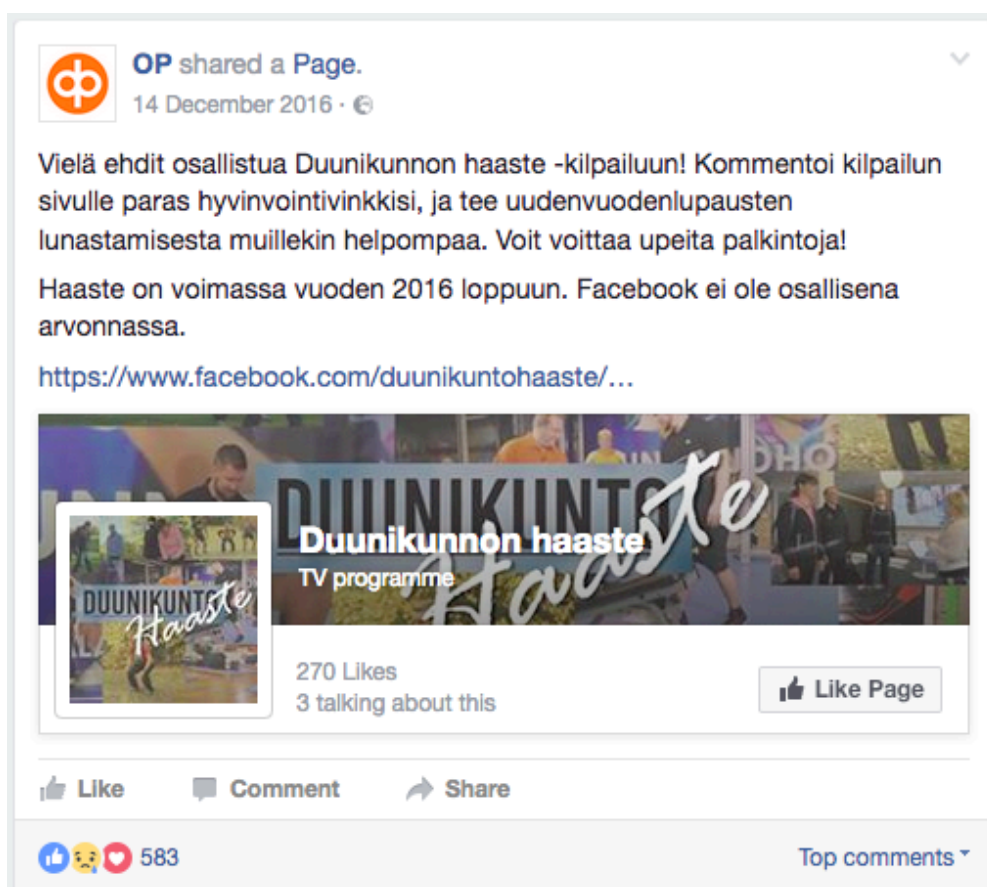 OP shared a Page.
14 December 2016 ·
Vielä ehdit osallistua Duunikunnon haaste -kilpailuun! Kommentoi kilpailun
sivulle paras hyvinvointivinkkisi, ja tee uudenvuodenlupausten
lunastamisesta muillekin helpompaa. Voit voittaa upeita palkintoja!
Haaste on voimassa vuoden 2016 loppuun. Facebook ei ole osallisena
arvonnassa.
https://www.facebook.com/duunikuntohaaste/…
DUUNIKUNTO
Haaste
Duunikunnon haaste
TV programme
DUUNIKUNTO
Haaste
270 Likes
3 talking about this
Like Page
Like Comment Share
583 Top comments